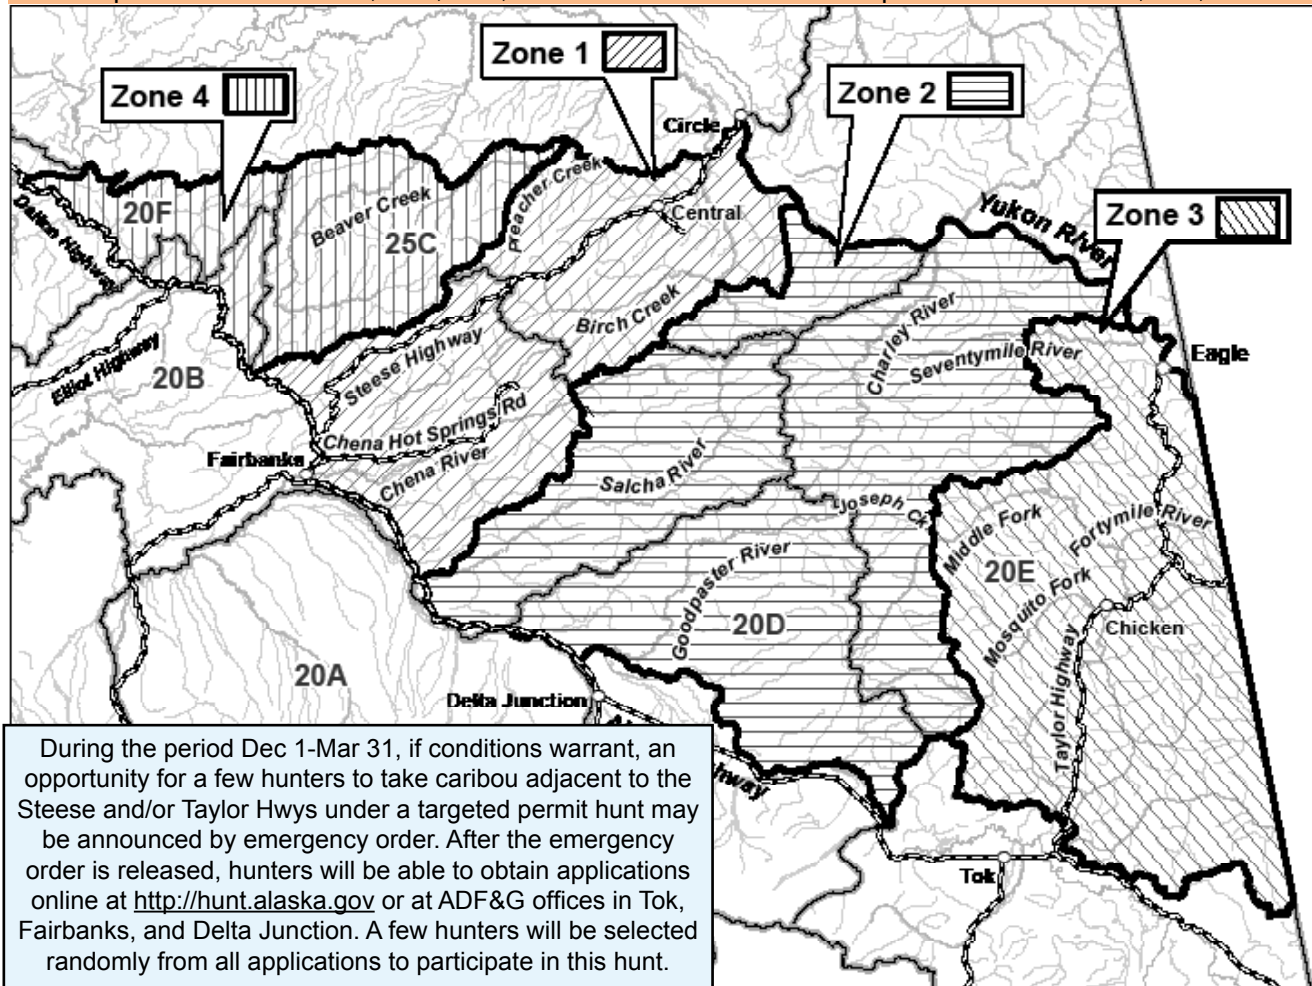 Zone 1
Zone 4
Zone 2
Circle
Preacher Creek
Central
Yukon River
Zone 3
20F
Beaver Creek
25C
Dalton Highway
Birch Creek
Charley River
Steese Highway
Seventymile River
Eagle
Elliot Highway
20B
Chena Hot Springs Rd
Fairbanks
Chena River
Salcha River
Joseph Ck
Middle Fork
Fortymile River
Goodpaster River
20E
Mosquito Fork
20D
Chicken
20A
Taylor Highway
Delta Junction
Tok
During the period Dec 1-Mar 31, if conditions warrant, an
opportunity for a few hunters to take caribou adjacent to the
Steese and/or Taylor Hwys under a targeted permit hunt may
be announced by emergency order. After the emergency
order is released, hunters will be able to obtain applications
online at http://hunt.alaska.gov or at ADF&G offices in Tok,
Fairbanks, and Delta Junction. A few hunters will be selected
randomly from all applications to participate in this hunt.